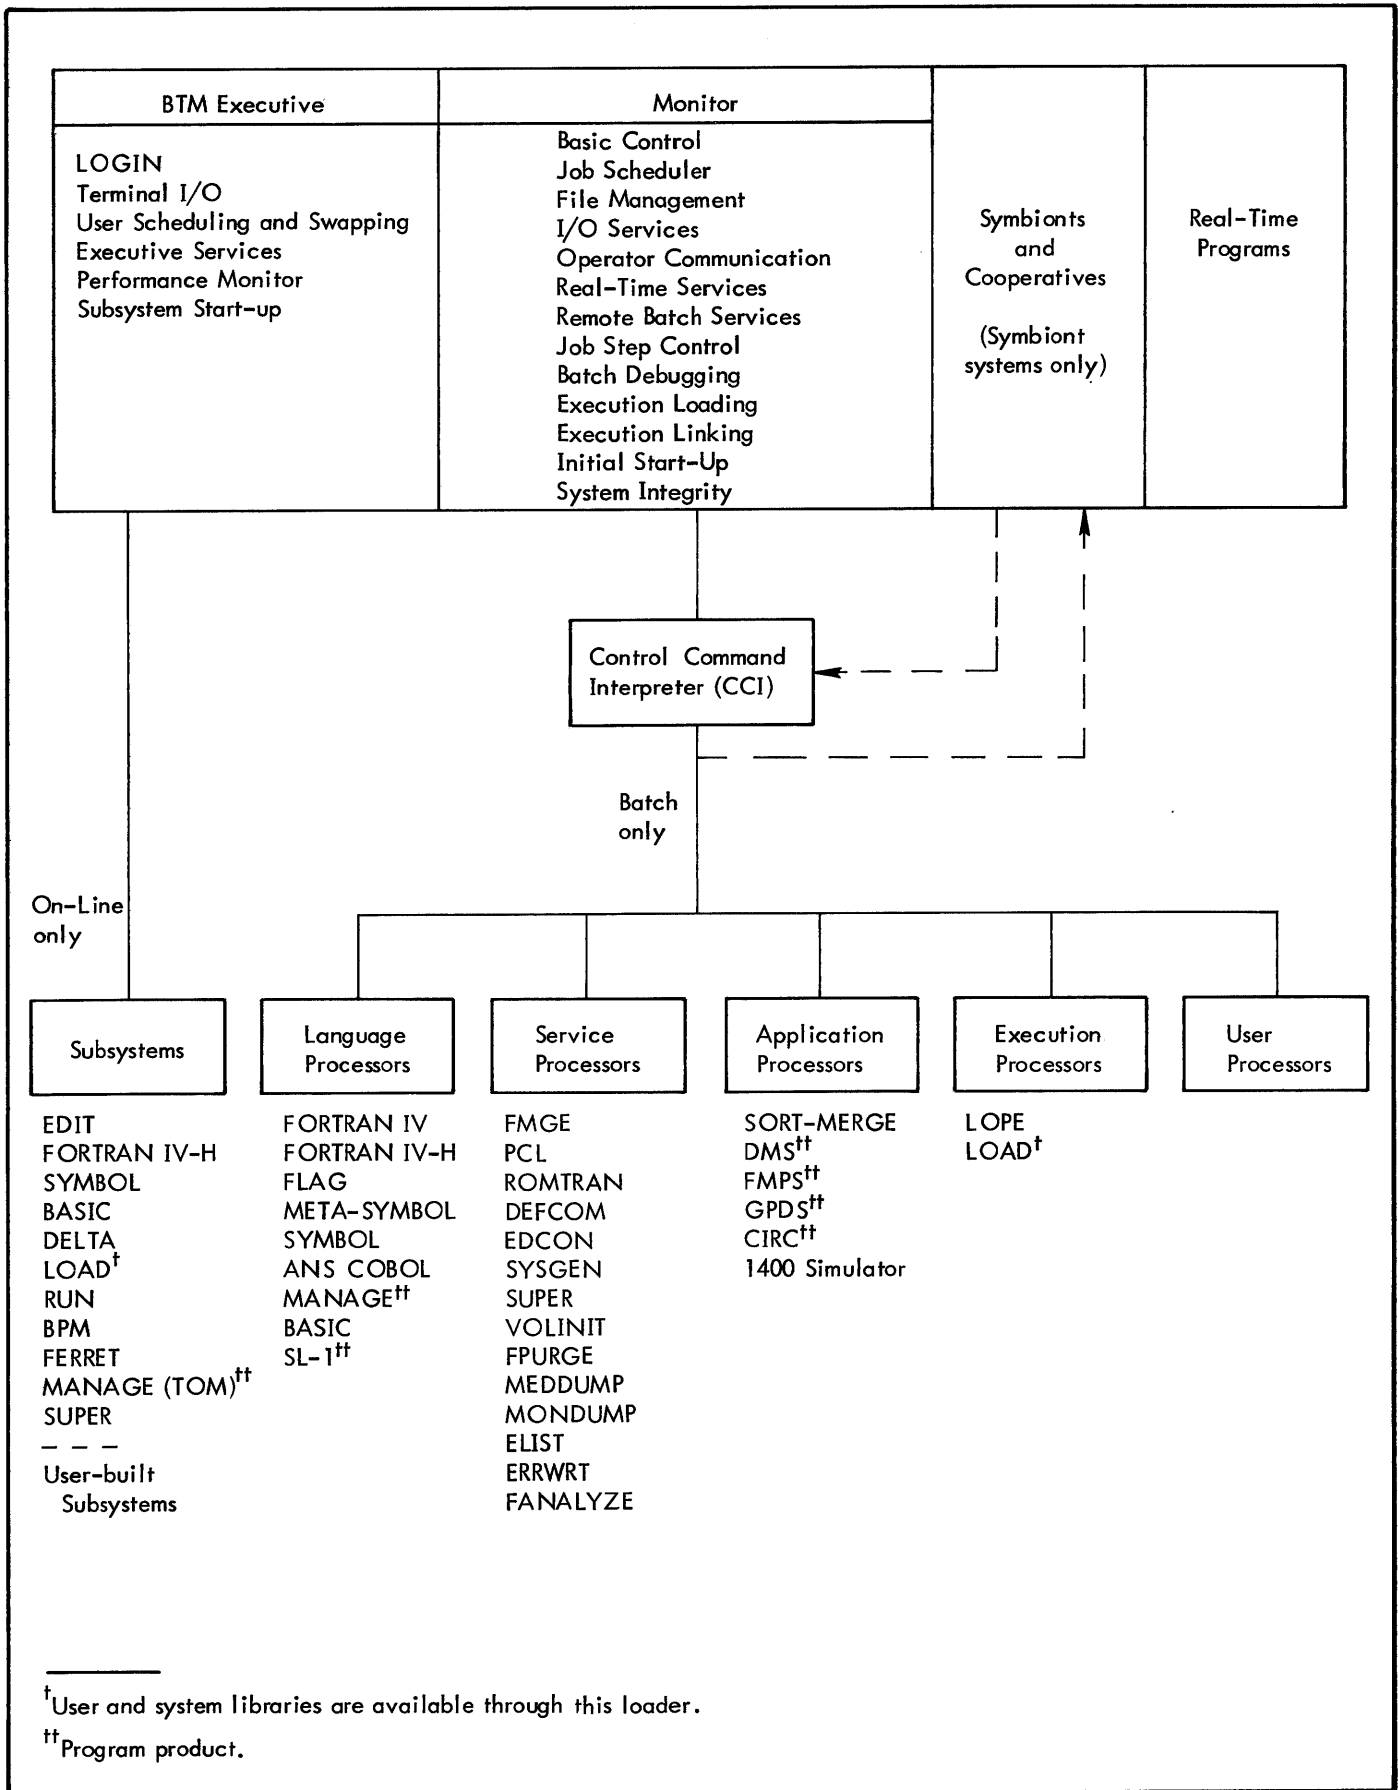 BTM Executive
LOGIN
Terminal I/O
User Scheduling and Swapping
Executive Services
Performance Monitor
Subsystem Start-up
Monitor
Basic Control
Job Scheduler
File Management
I/O Services
Operator Communication
Real-Time Services
Remote Batch Services
Job Step Control
Batch Debugging
Execution Loading
Execution Linking
Initial Start-Up
System Integrity
Symbionts
and
Cooperatives
(Symbiont
systems only)
Real-Time
Programs
Control Command
Interpreter (CCI)
Batch
only
On-Line
only
Subsystems
EDIT
FORTRAN IV-H
SYMBOL
BASIC
DELTA
LOAD†
RUN
BPM
FERRET
MANAGE (TOM)††
SUPER
– – –
User-built
Subsystems
Language
Processors
FORTRAN IV
FORTRAN IV-H
FLAG
META-SYMBOL
SYMBOL
ANS COBOL
MANAGE††
BASIC
SL-1††
Service
Processors
FMGE
PCL
ROMTRAN
DEFCOM
EDCON
SYSGEN
SUPER
VOLINIT
FPURGE
MEDDUMP
MONDUMP
ELIST
ERRWRT
FANALYZE
Application
Processors
SORT-MERGE
DMS††
FMPS††
GPDS††
CIRC††
1400 Simulator
Execution
Processors
LOPE
LOAD†
User
Processors
†User and system libraries are available through this loader.
††Program product.